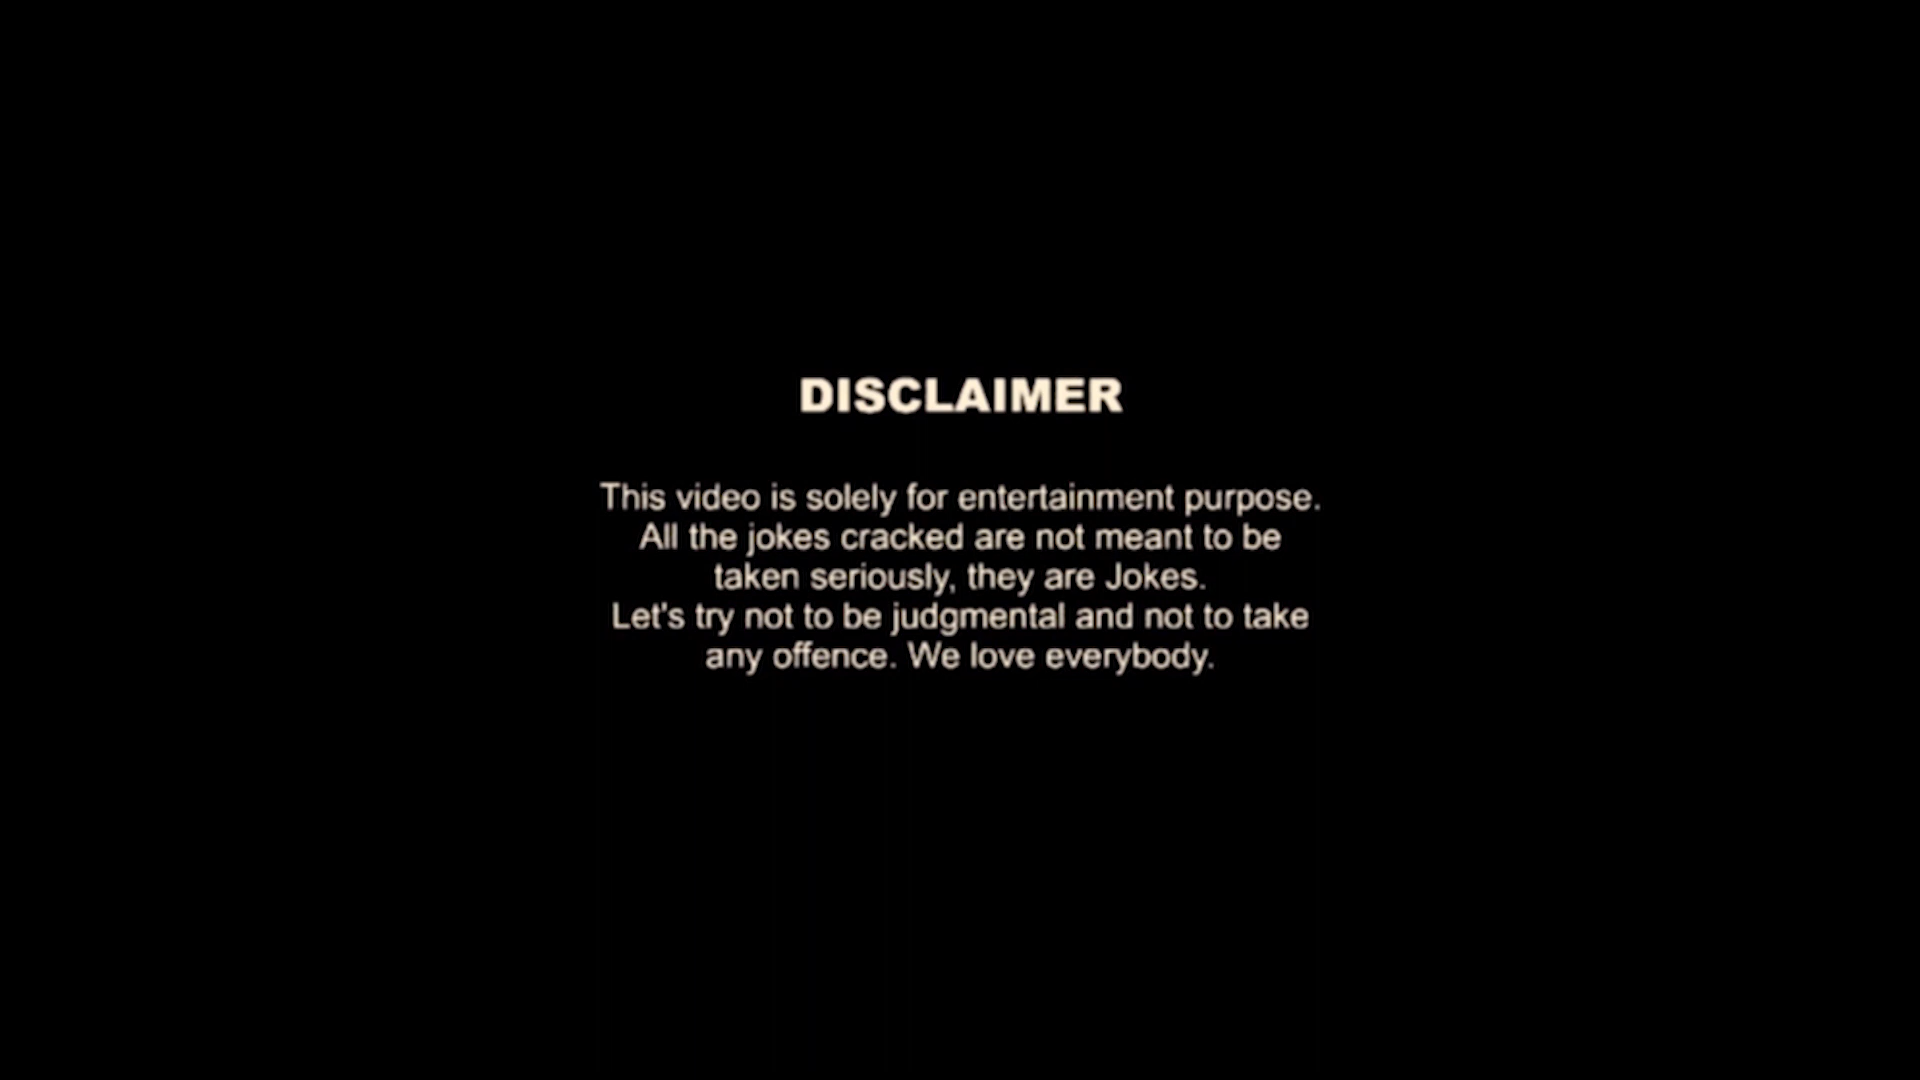 DISCLAIMER
This video is solely for entertainment purpose.
All the jokes cracked are not meant to be
taken seriously, they are Jokes.
Let's try not to be judgmental and not to take
any offence. We love everybody.